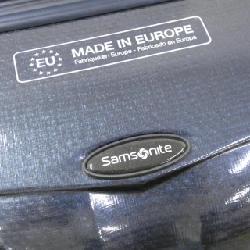 EU
MADE IN EUROPE
Fabriqué en Europe - Fabricado en Europa
Samsonite